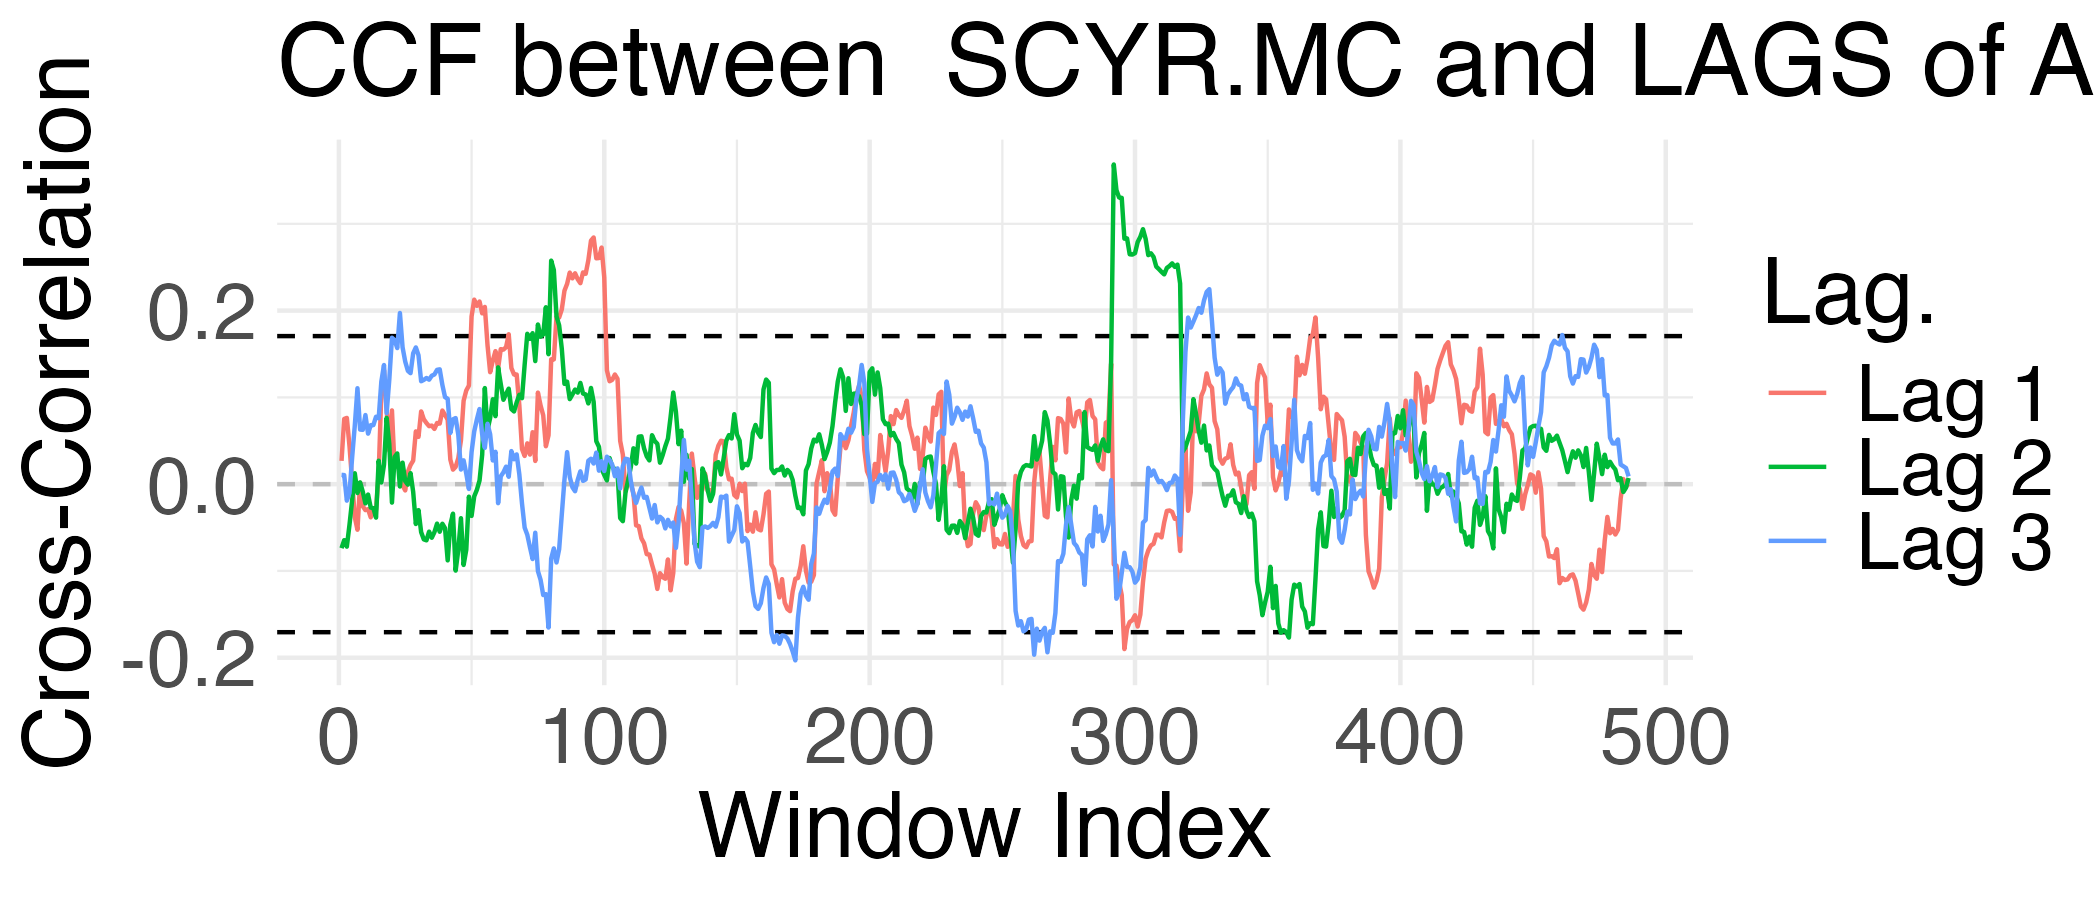 CCF between  SCYR.MC and LAGS of A
Cross-Correlation
0.2
0.0
-0.2
0
100
200
300
400
500
Window Index
Lag.
Lag 1
Lag 2
Lag 3